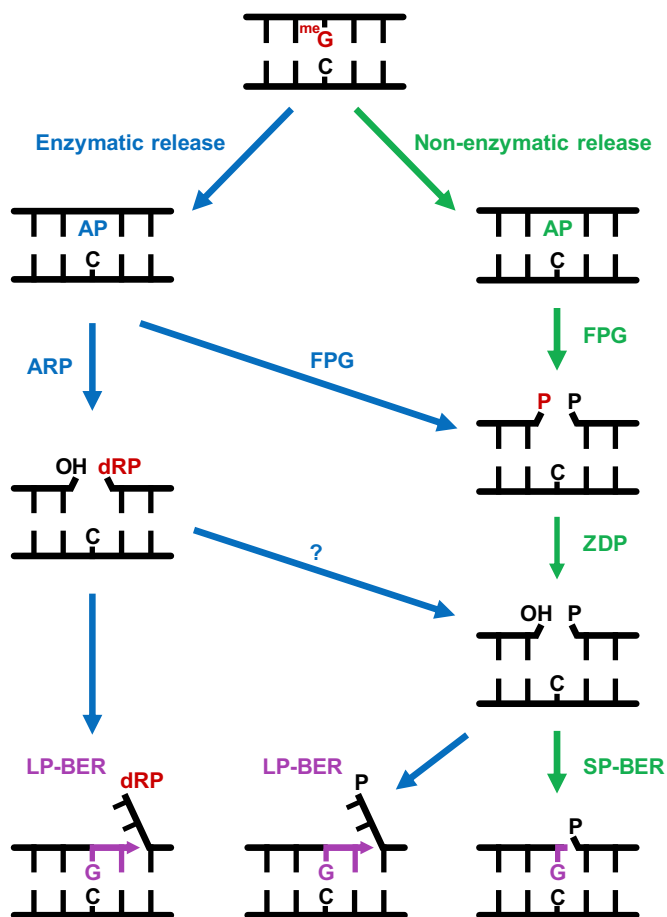 me
G
C
Enzymatic release
Non-enzymatic release
AP
C
AP
C
ARP
FPG
FPG
P P
C
OH dRP
C
?
ZDP
OH P
C
LP-BER
dRP
LP-BER
P
SP-BER
P
G
C
G
C
G
C